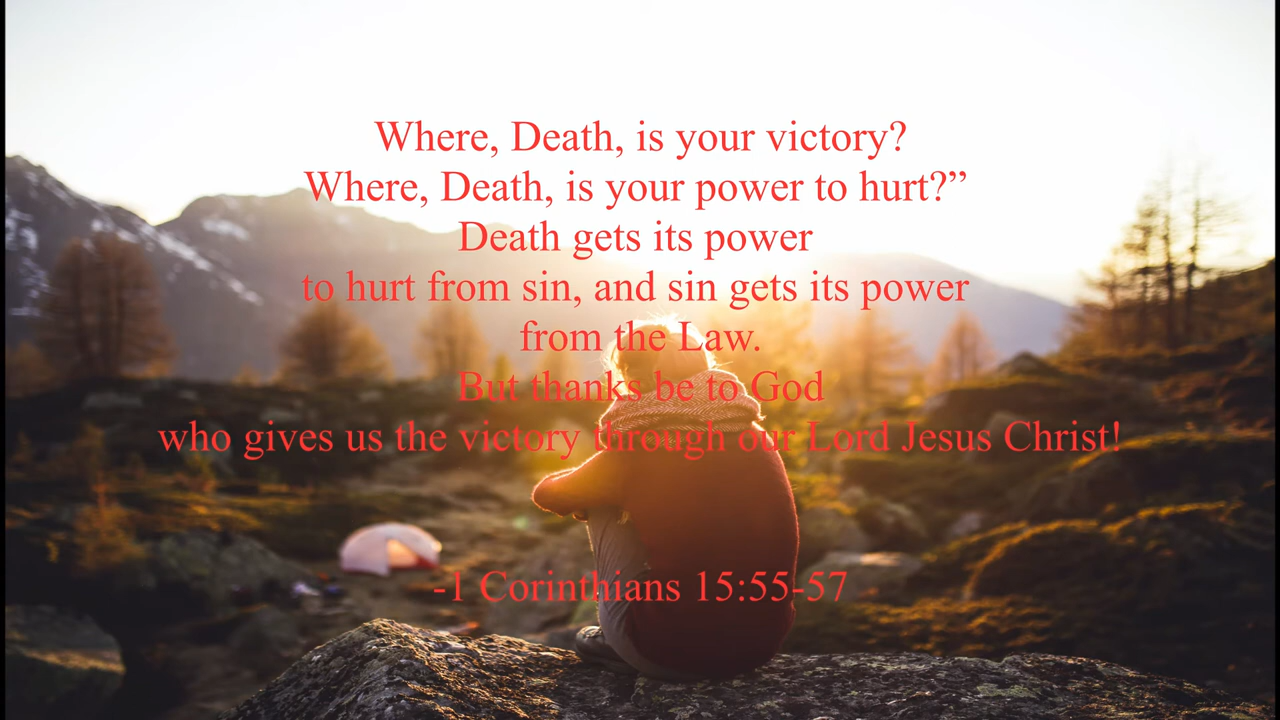 Where, Death, is your victory?
Where, Death, is your power to hurt?”
Death gets its power
to hurt from sin, and sin gets its power
from the Law.
But thanks be to God
who gives us the victory through our Lord Jesus Christ!
-1 Corinthians 15:55-57